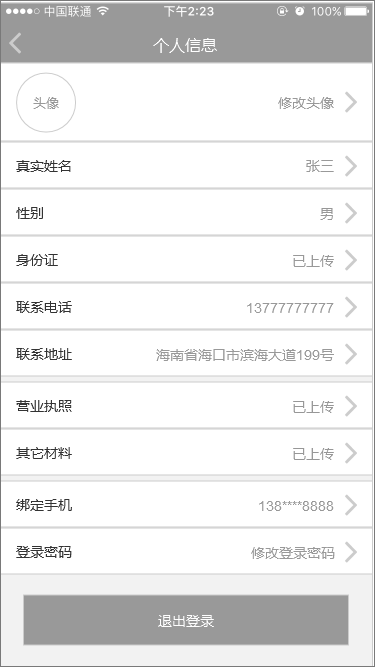 中国联通 下午2:23 100%
个人信息
头像 修改头像
真实姓名 张三
性别 男
身份证 已上传
联系电话 13777777777
联系地址 海南省海口市滨海大道199号
营业执照 已上传
其它材料 已上传
绑定手机 138****8888
登录密码 修改登录密码
退出登录